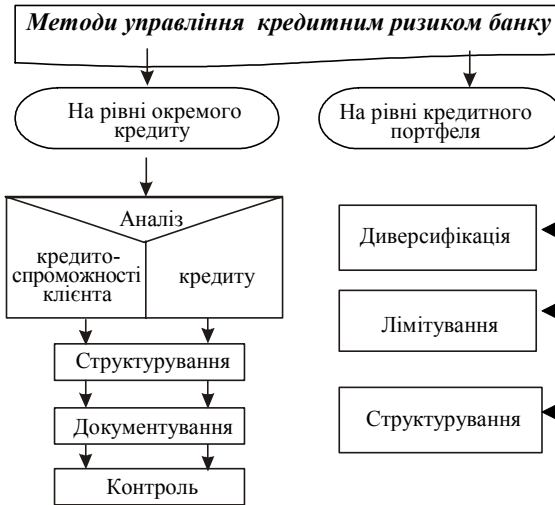 Методи управління кредитним ризиком банку
На рівні окремого
кредиту
На рівні кредитного
портфеля
Аналіз
кредито-
спроможності
клієнта
кредиту
Структурування
Документування
Контроль
Диверсифікація
Лімітування
Структурування